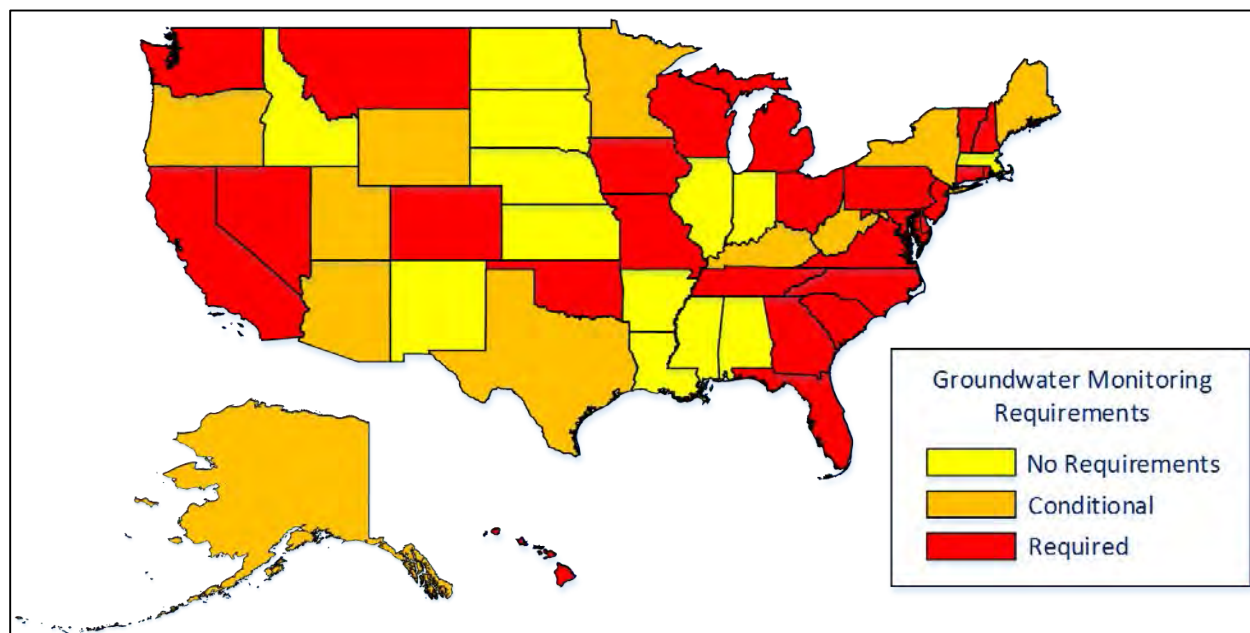 Groundwater Monitoring
Requirements
No Requirements
Conditional
Required